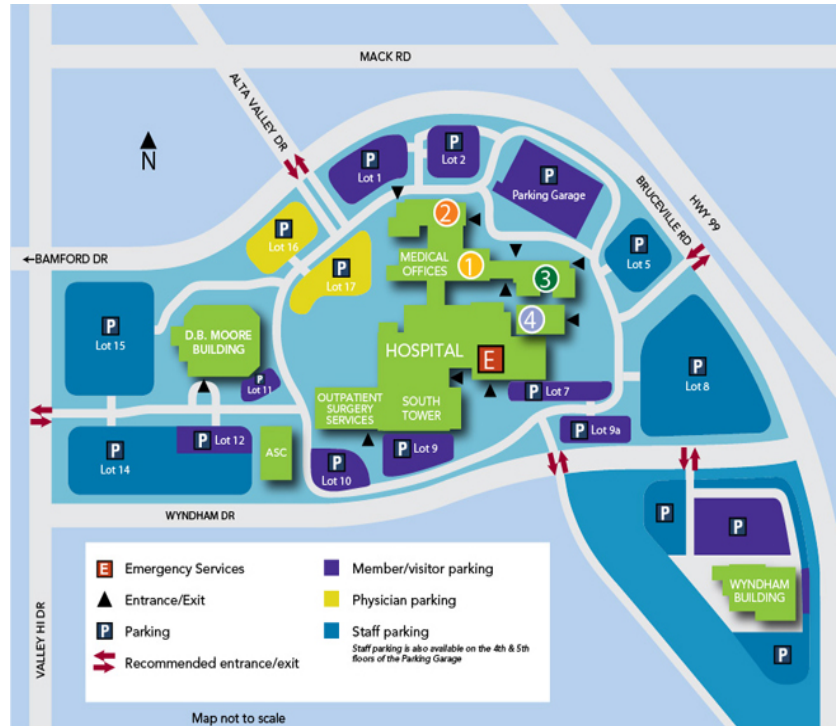 MACK RD
ALTA VALLEY DR
N
P
Lot 1
P
Lot 2
P
Parking Garage
HWY 99
BRUCEVILLE RD
P
Lot 16
2
←BAMFORD DR
P
Lot 17
MEDICAL
OFFICES
1
3
P
Lot 5
4
P
Lot 15
D.B. MOORE
BUILDING
HOSPITAL
E
P
Lot 8
P
Lot 11
P Lot 7
OUTPATIENT
SURGERY
SERVICES
SOUTH
TOWER
P
Lot 9a
P
Lot 14
P Lot 12
ASC
P Lot 9
P
Lot 10
WYNDHAM DR
P
P
WYNDHAM
BUILDING
P
VALLEY HI DR
E Emergency Services
Entrance/Exit
P Parking
Recommended entrance/exit
Member/visitor parking
Physician parking
Staff parking
Staff parking is also available on the 4th & 5th
floors of the Parking Garage
Map not to scale